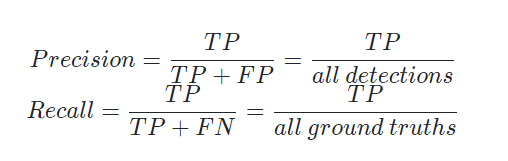 Precision = TP / (TP + FP) = TP / all detections
Recall = TP / (TP + FN) = TP / all ground truths